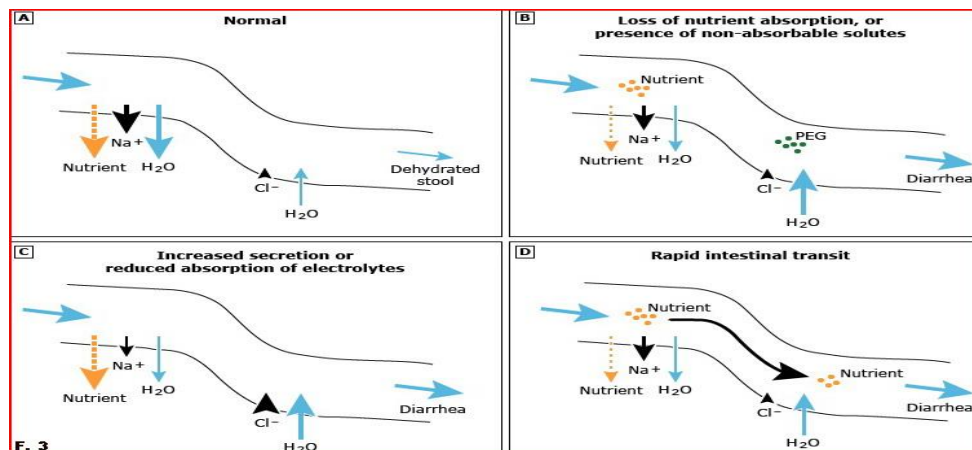 A
Normal
Nutrient
Na+
H2O
Cl-
H2O
Dehydrated
stool
B
Loss of nutrient absorption, or
presence of non-absorbable solutes
Nutrient
Nutrient
Na+
H2O
PEG
Cl-
H2O
Diarrhea
C
Increased secretion or
reduced absorption of electrolytes
Nutrient
Na+
H2O
Cl-
H2O
Diarrhea
F. 3
D
Rapid intestinal transit
Nutrient
Nutrient
Na+
H2O
Nutrient
Cl-
H2O
Diarrhea